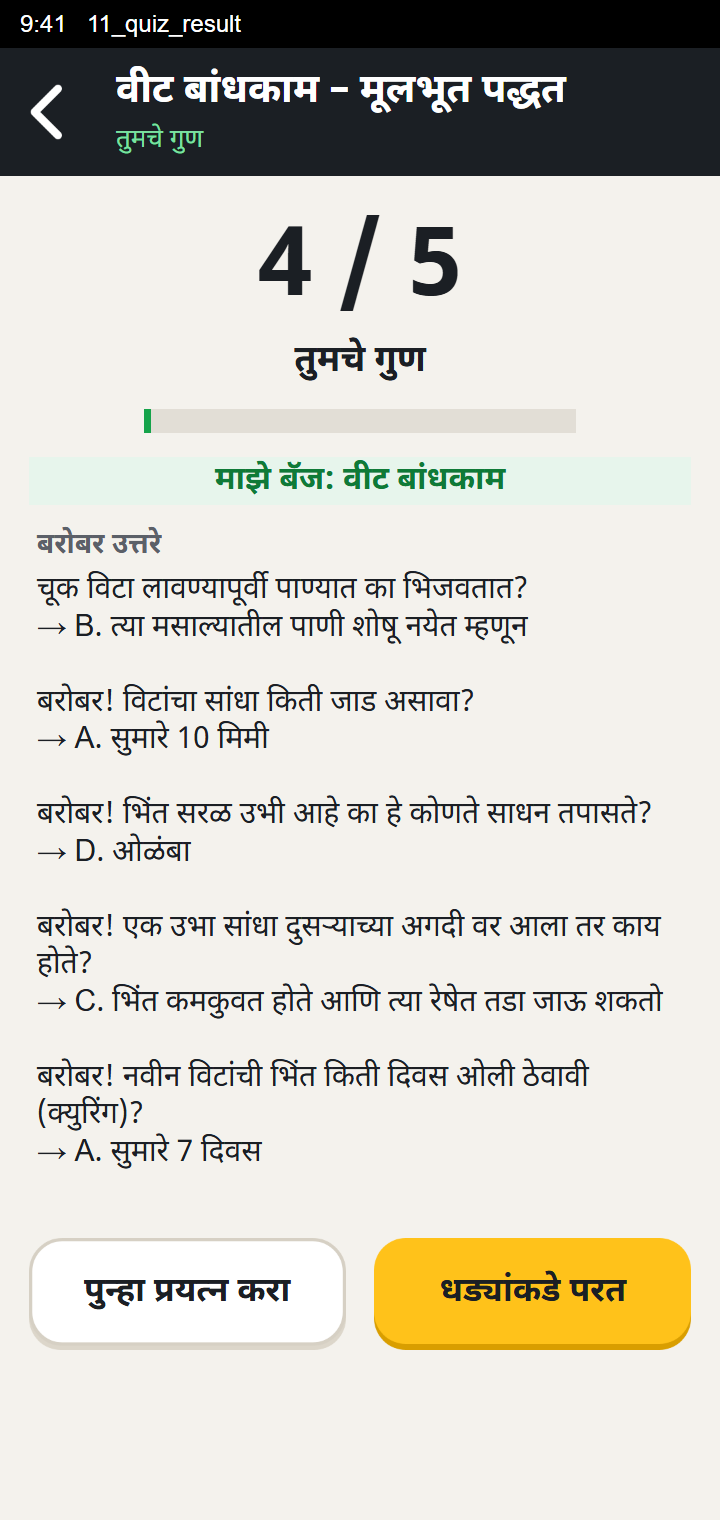 9:41 11_quiz_result
वीट बांधकाम – मूलभूत पद्धत
तुमचे गुण
4 / 5
तुमचे गुण
माझे बॅज: वीट बांधकाम
बरोबर उत्तरे
चूक विटा लावण्यापूर्वी पाण्यात का भिजवतात?
→ B. त्या मसाल्यातील पाणी शोषू नयेत म्हणून
बरोबर! विटांचा सांधा किती जाड असावा?
→ A. सुमारे 10 मिमी
बरोबर! भिंत सरळ उभी आहे का हे कोणते साधन तपासते?
→ D. ओळंबा
बरोबर! एक उभा सांधा दुसऱ्याच्या अगदी वर आला तर काय
होते?
→ C. भिंत कमकुवत होते आणि त्या रेषेत तडा जाऊ शकतो
बरोबर! नवीन विटांची भिंत किती दिवस ओली ठेवावी
(क्युरिंग)?
→ A. सुमारे 7 दिवस
पुन्हा प्रयत्न करा
धड्यांकडे परत